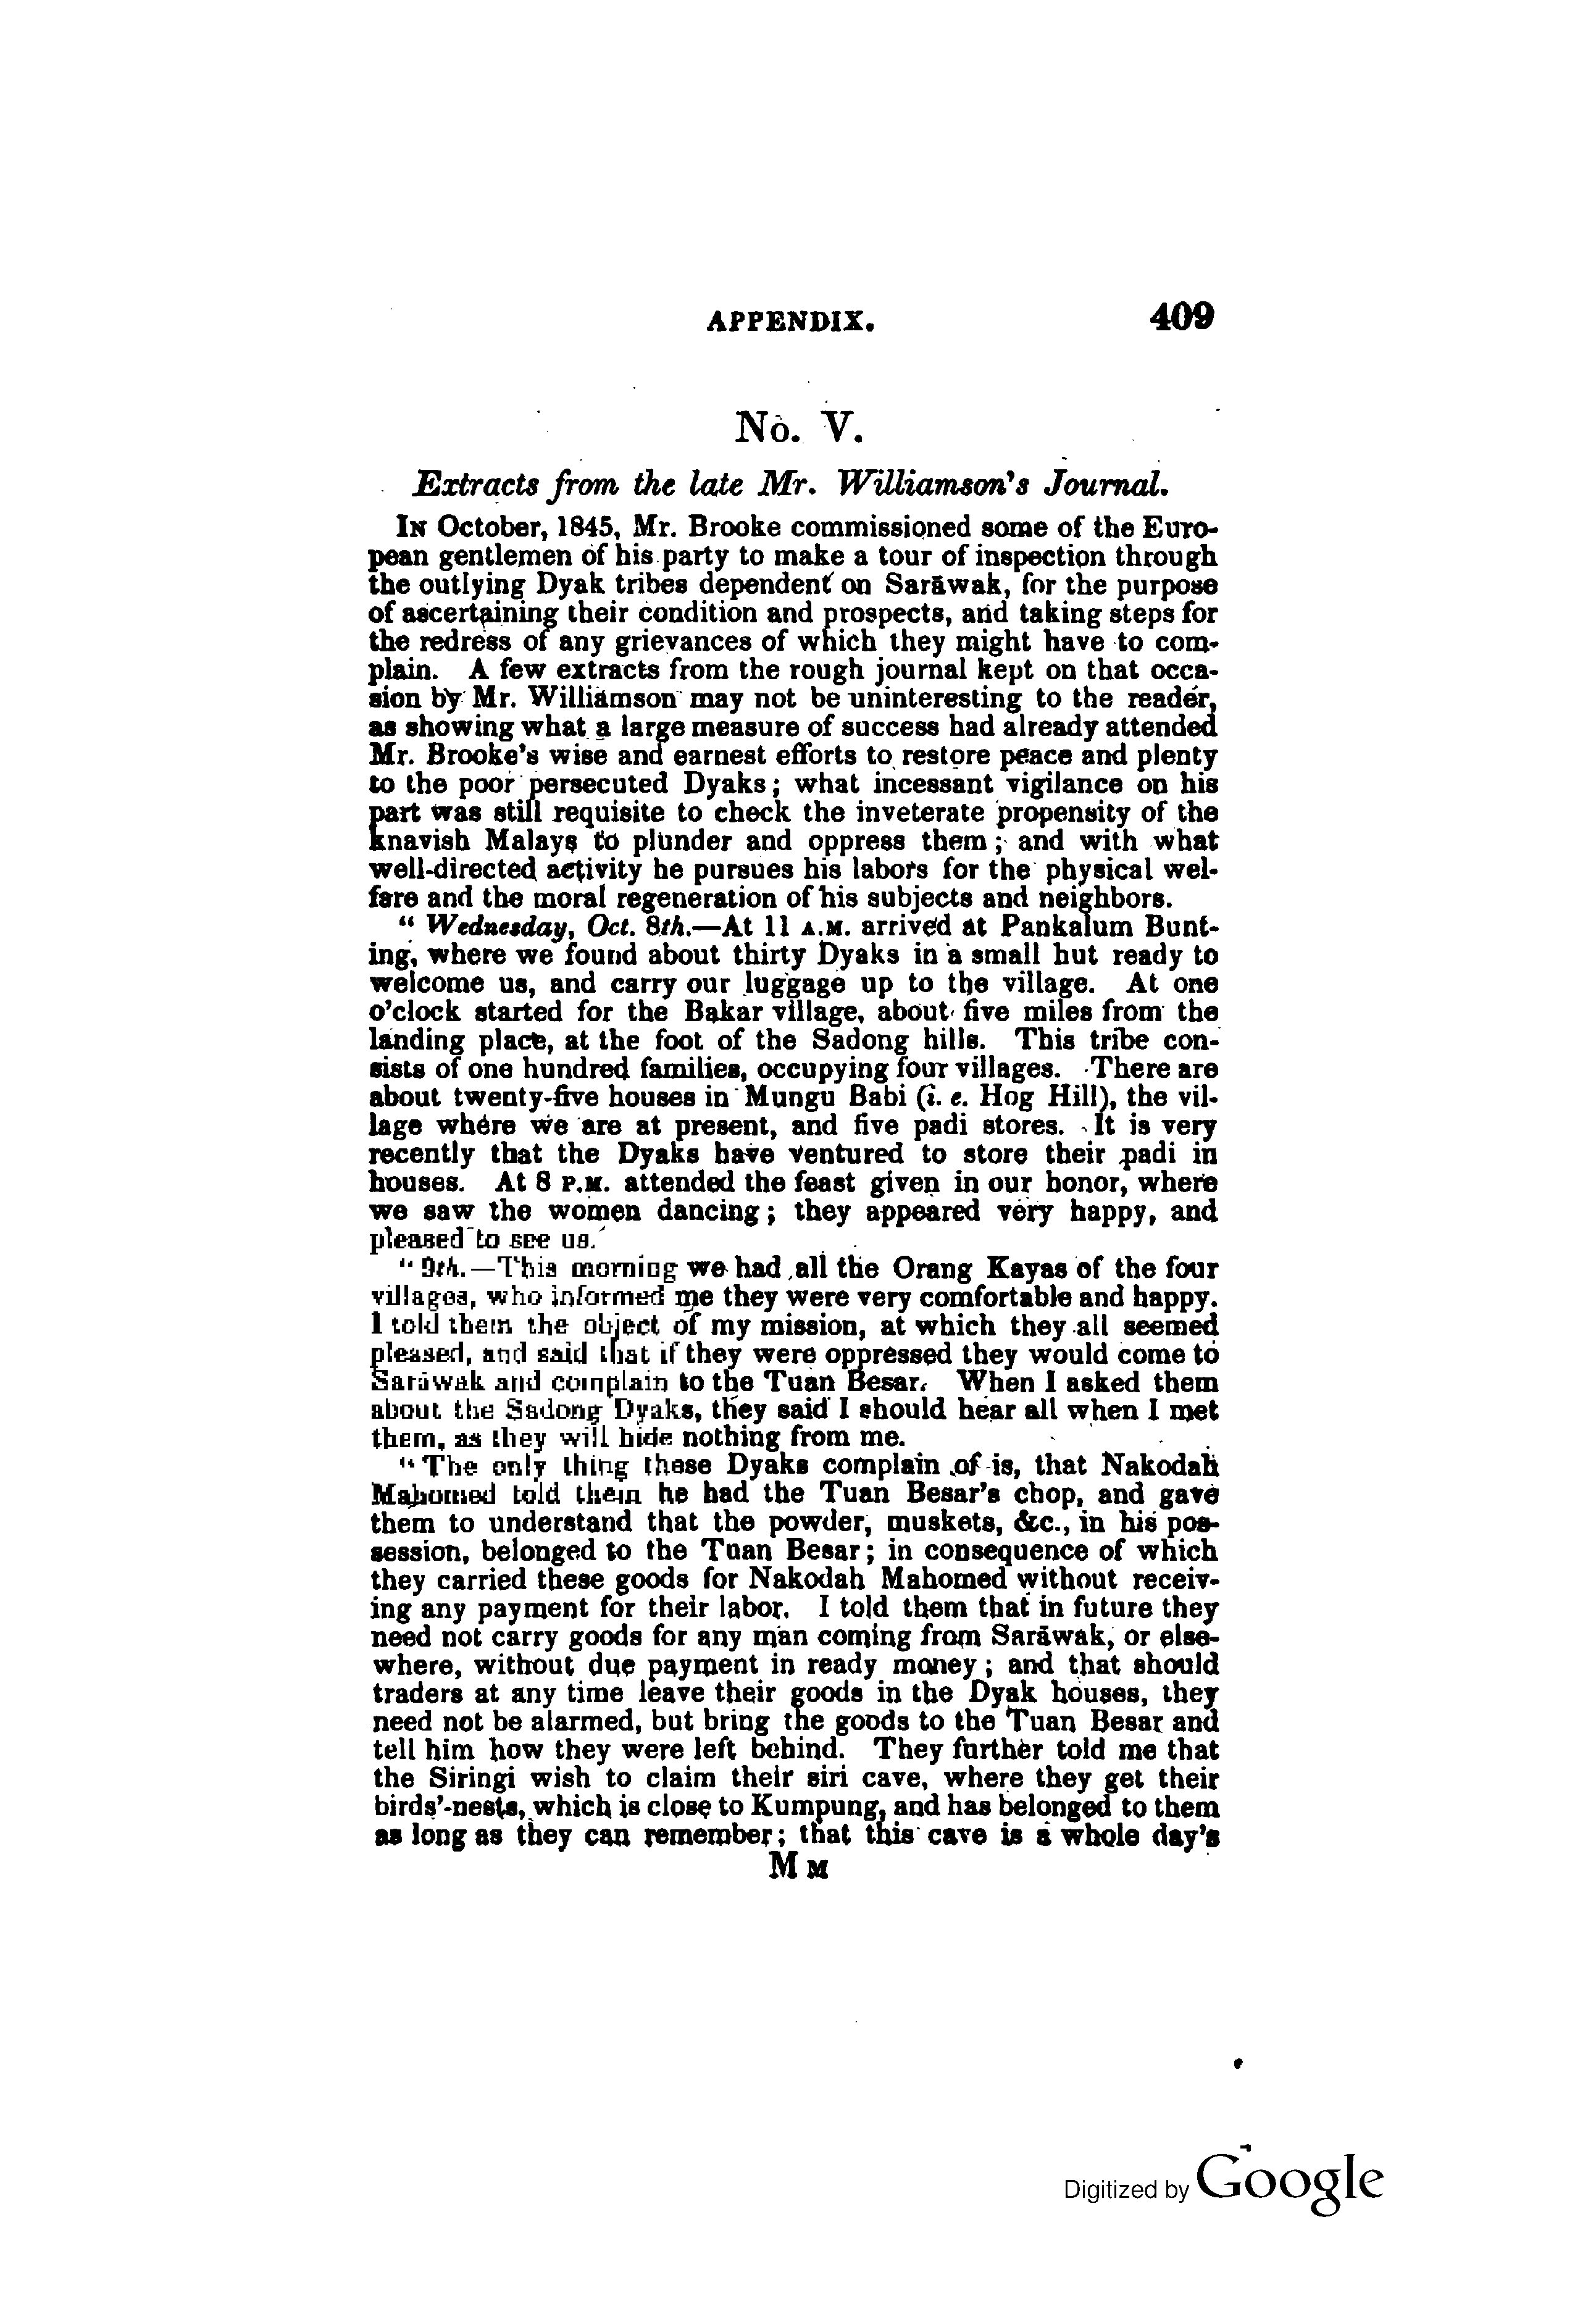 APPENDIX. 409
No. V.
Extracts from the late Mr. Williamson's Journal.
IN October, 1845, Mr. Brooke commissioned some of the Euro-
pean gentlemen of his party to make a tour of inspection through
the outlying Dyak tribes dependent on Sarāwak, for the purpose
of ascertaining their condition and prospects, and taking steps for
the redress of any grievances of which they might have to com-
plain. A few extracts from the rough journal kept on that occa-
sion by Mr. Williamson may not be uninteresting to the reader,
as showing what a large measure of success had already attended
Mr. Brooke's wise and earnest efforts to restore peace and plenty
to the poor persecuted Dyaks; what incessant vigilance on his
part was still requisite to check the inveterate propensity of the
knavish Malays to plunder and oppress them; and with what
well-directed activity he pursues his labors for the physical wel-
fare and the moral regeneration of his subjects and neighbors.
"Wednesday, Oct. 8th.—At 11 A.M. arrived at Pankalum Bunt-
ing, where we found about thirty Dyaks in a small hut ready to
welcome us, and carry our luggage up to the village. At one
o'clock started for the Bakar village, about five miles from the
landing place, at the foot of the Sadong hills. This tribe con-
sists of one hundred families, occupying four villages. There are
about twenty-five houses in Mungu Babi (i. e. Hog Hill), the vil-
lage where we are at present, and five padi stores. It is very
recently that the Dyaks have ventured to store their padi in
houses. At 8 P.M. attended the feast given in our honor, where
we saw the women dancing; they appeared very happy, and
pleased to see us.
"9th.—This morning we had all the Orang Kayas of the four
villages, who informed me they were very comfortable and happy.
I told them the object of my mission, at which they all seemed
pleased, and said that if they were oppressed they would come to
Sarāwak and complain to the Tuan Besar. When I asked them
about the Sadong Dyaks, they said I should hear all when I met
them, as they will hide nothing from me.
"The only thing these Dyaks complain of is, that Nakodah
Mahomed told them he had the Tuan Besar's chop, and gave
them to understand that the powder, muskets, &c., in his pos-
session, belonged to the Tuan Besar; in consequence of which
they carried these goods for Nakodah Mahomed without receiv-
ing any payment for their labor. I told them that in future they
need not carry goods for any man coming from Sarāwak, or else-
where, without due payment in ready money; and that should
traders at any time leave their goods in the Dyak houses, they
need not be alarmed, but bring the goods to the Tuan Besar and
tell him how they were left behind. They further told me that
the Siringi wish to claim their siri cave, where they get their
birds'-nests, which is close to Kumpung, and has belonged to them
as long as they can remember; that this cave is a whole day's
M M
Digitized by Google